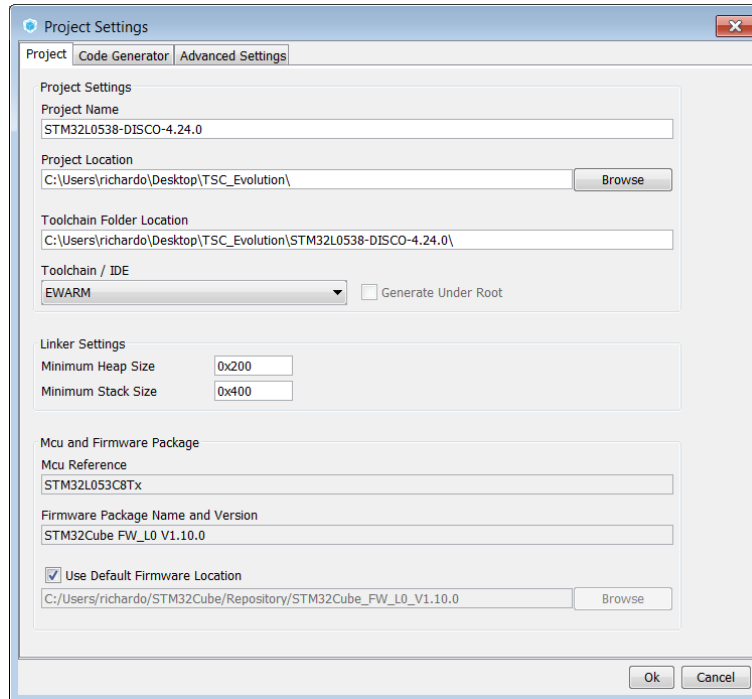 Project Settings
Project Code Generator Advanced Settings
Project Settings
Project Name
STM32L0538-DISCO-4.24.0
Project Location
C:\Users\richardo\Desktop\TSC_Evolution\ Browse
Toolchain Folder Location
C:\Users\richardo\Desktop\TSC_Evolution\STM32L0538-DISCO-4.24.0\
Toolchain / IDE
EWARM Generate Under Root
Linker Settings
Minimum Heap Size 0x200
Minimum Stack Size 0x400
Mcu and Firmware Package
Mcu Reference
STM32L053C8Tx
Firmware Package Name and Version
STM32Cube FW_L0 V1.10.0
Use Default Firmware Location
C:/Users/richardo/STM32Cube/Repository/STM32Cube_FW_L0_V1.10.0 Browse
Ok Cancel